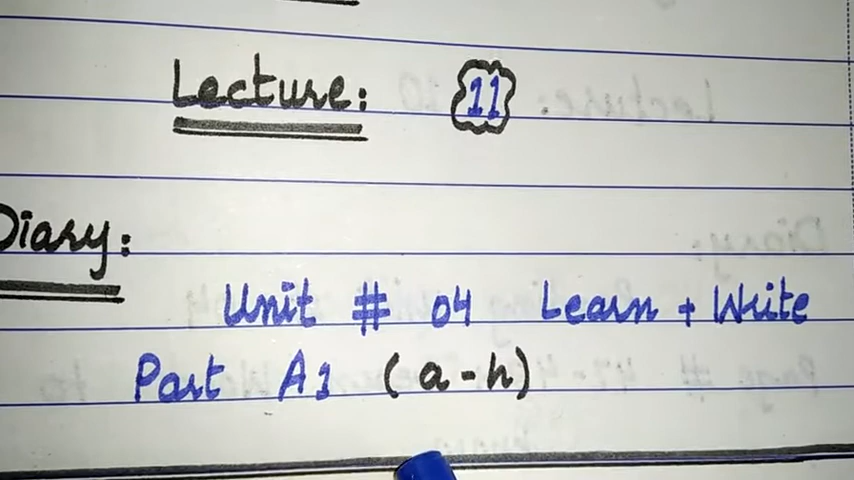 Lecture: 11
Diary:
Unit # 04 Learn + Write
Part A1 (a-h)